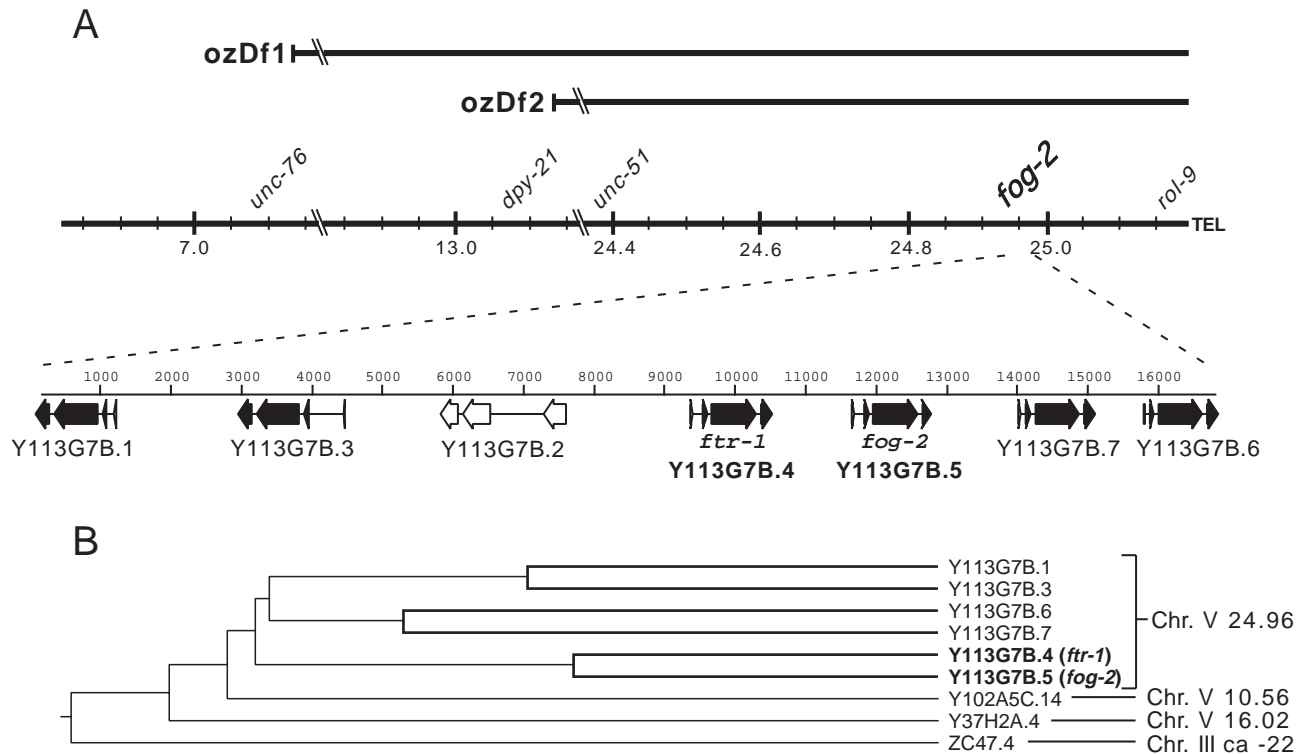 A
ozDf1
ozDf2
unc-76
dpy-21
unc-51
fog-2
rol-9
TEL
7.0 13.0 24.4 24.6 24.8 25.0
1000 2000 3000 4000 5000 6000 7000 8000 9000 10000 11000 12000 13000 14000 15000 16000
Y113G7B.1 Y113G7B.3 Y113G7B.2 ftr-1 fog-2 Y113G7B.7 Y113G7B.6
Y113G7B.4 Y113G7B.5
B
Y113G7B.1
Y113G7B.3
Y113G7B.6
Y113G7B.7
Y113G7B.4 (ftr-1)
Y113G7B.5 (fog-2)
Chr. V 24.96
Y102A5C.14 Chr. V 10.56
Y37H2A.4 Chr. V 16.02
ZC47.4 Chr. III ca -22